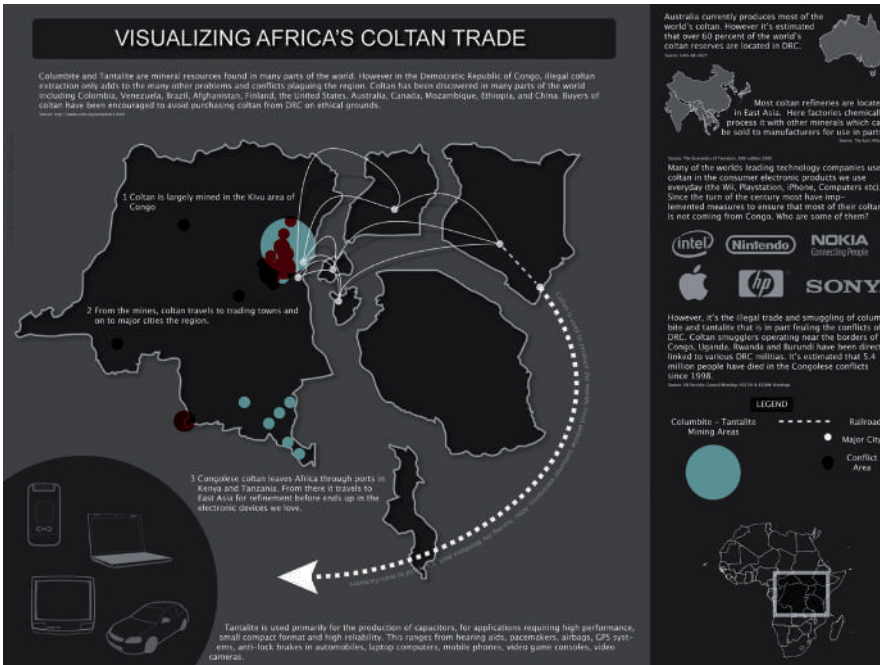 VISUALIZING AFRICA'S COLTAN TRADE
Columbite and Tantalite are mineral resources found in many parts of the world. However in the Democratic Republic of Congo, illegal coltan
extraction only adds to the many other problems and conflicts plaguing the region. Coltan has been discovered in many parts of the world
including Colombia, Venezuela, Brazil, Afghanistan, Finland, the United States, Australia, Canada, Mozambique, Ethiopia, and China. Buyers of
coltan have been encouraged to avoid purchasing coltan from DRC on ethical grounds.
1 Coltan is largely mined in the Kivu area of
Congo
2 From the mines, coltan travels to trading towns and
on to major cities the region.
3 Congolese coltan leaves Africa through ports in
Kenya and Tanzania. From there it travels to
East Asia for refinement before ends up in the
electronic devices we love.
Tantalite is used primarily for the production of capacitors, for applications requiring high performance,
small compact format and high reliability. This ranges from hearing aids, pacemakers, airbags, GPS syst-
ems, anti-lock brakes in automobiles, laptop computers, mobile phones, video game consoles, video
cameras.
Australia currently produces most of the
world's coltan. However it's estimated
that over 60 percent of the world's
coltan reserves are located in DRC.
Most coltan refineries are locate
in East Asia. Here factories chemicall
process it with other minerals which ca
be sold to manufacturers for use in parts
Source: The Economics of Tantalum, 10th edition 2009
Many of the worlds leading technology companies use
coltan in the consumer electronic products we use
everyday (the Wii, Playstation, iPhone, Computers etc).
Since the turn of the century most have imp-
lemented measures to ensure that most of their coltan
is not coming from Congo. Who are some of them?
intel
Nintendo
NOKIA
Connecting People
hp
SONY
However, it's the illegal trade and smuggling of colum
bite and tantalite that is in part feuling the conflicts of
DRC. Coltan smugglers operating near the borders of
Congo, Uganda, Rwanda and Burundi have been direct
linked to various DRC militias. It's estimated that 5.4
million people have died in the Congolese conflicts
since 1998.
LEGEND
Columbite - Tantalite
Mining Areas
Railroad
Major City
Conflict
Area